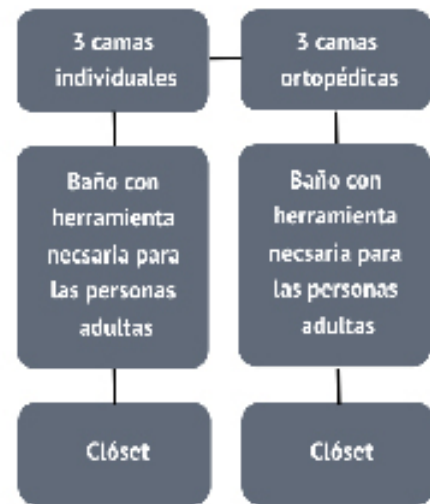 3 camas
individuales
3 camas
ortopédicas
Baño con
herramienta
necsaria para
las personas
adultas
Baño con
herramienta
necsaria para
las personas
adultas
Clóset
Clóset